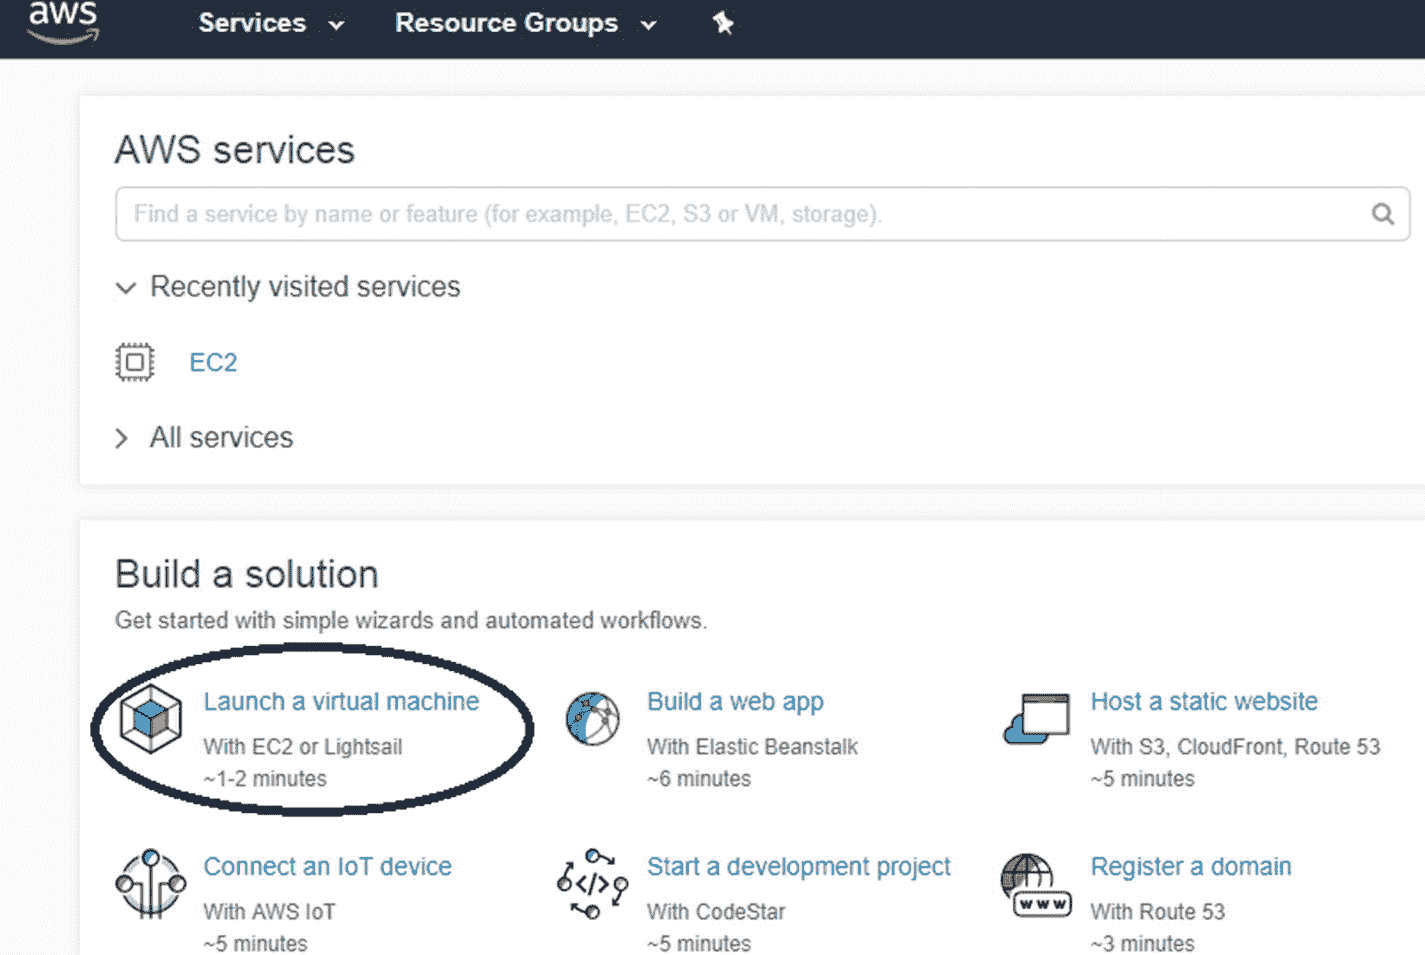 aws Services Resource Groups
AWS services
Find a service by name or feature (for example, EC2, S3 or VM, storage).
Recently visited services
EC2
All services
Build a solution
Get started with simple wizards and automated workflows.
Launch a virtual machine
With EC2 or Lightsail
~1-2 minutes
Build a web app
With Elastic Beanstalk
~6 minutes
Host a static website
With S3, CloudFront, Route 53
~5 minutes
Connect an IoT device
With AWS IoT
~5 minutes
Start a development project
With CodeStar
~5 minutes
www
Register a domain
With Route 53
~3 minutes